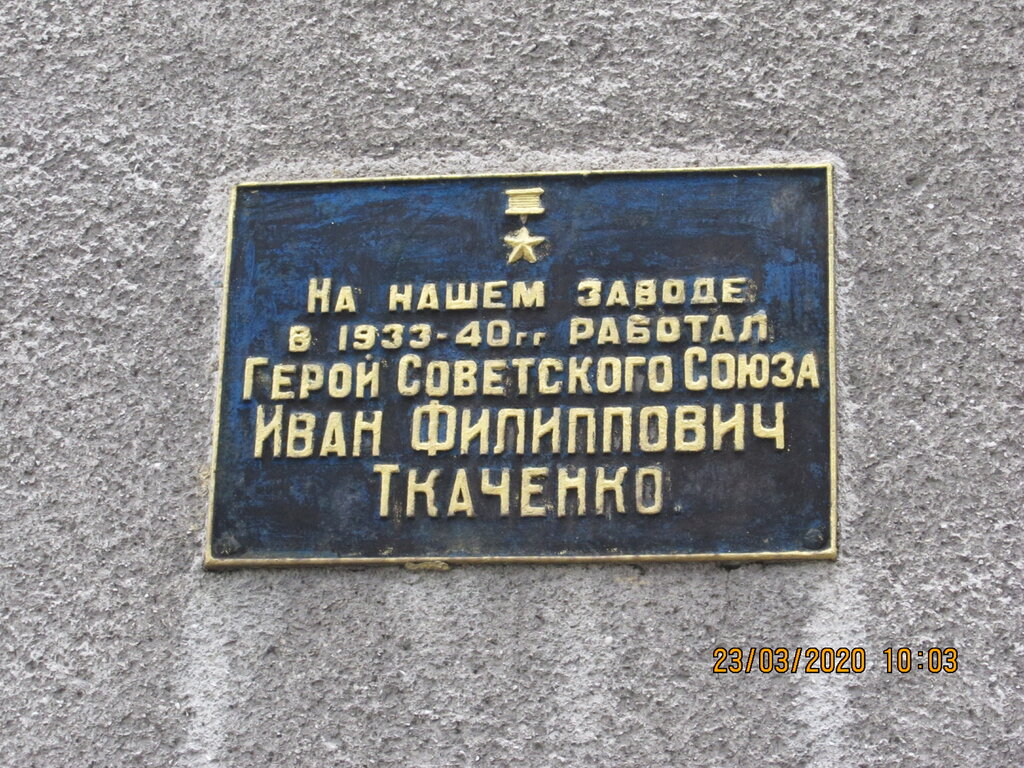 На нашем заводе
в 1933-40гг работал
Герой Советского Союза
Иван Филиппович
Ткаченко
23/03/2020 10:03